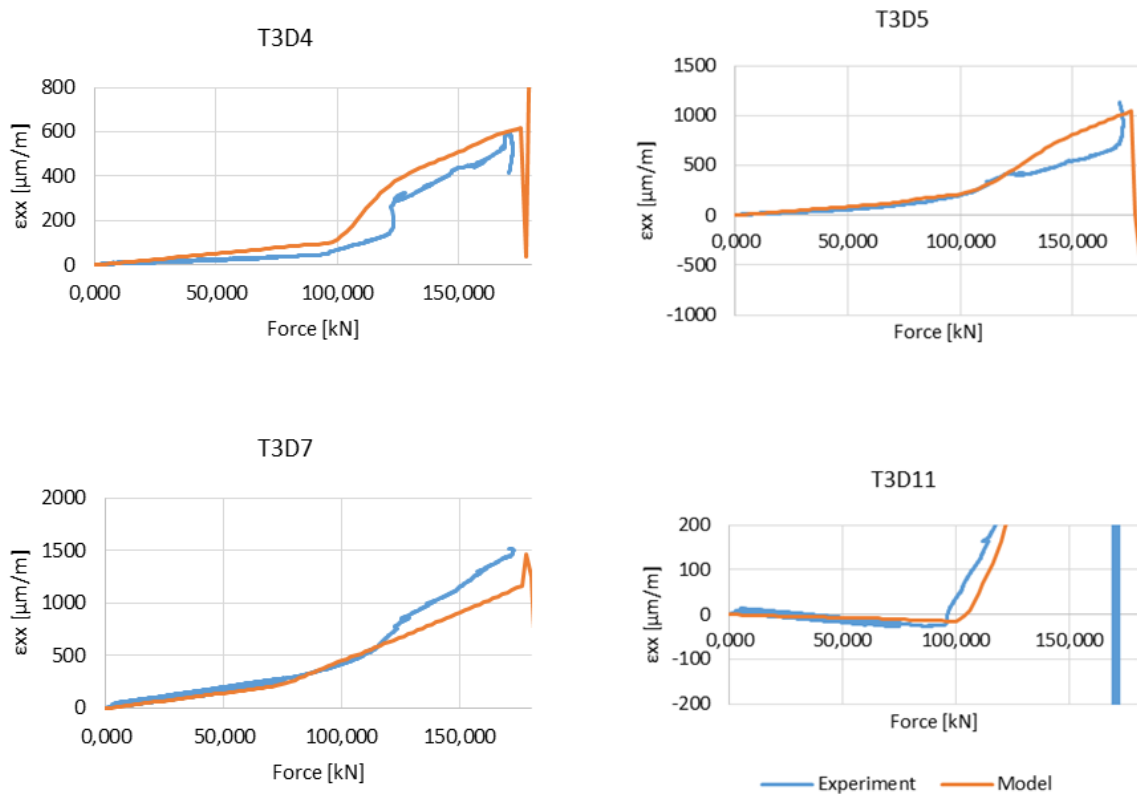 T3D4
800
600
400
200
0
εxx [µm/m]
0,000 50,000 100,000 150,000
Force [kN]
T3D5
1500
1000
500
0
-500
-1000
εxx [µm/m]
0,000 50,000 100,000 150,000
Force [kN]
T3D7
2000
1500
1000
500
0
εxx [µm/m]
0,000 50,000 100,000 150,000
Force [kN]
T3D11
200
100
0
-100
-200
εxx [µm/m]
0,000 50,000 100,000 150,000
Force [kN]
Experiment Model